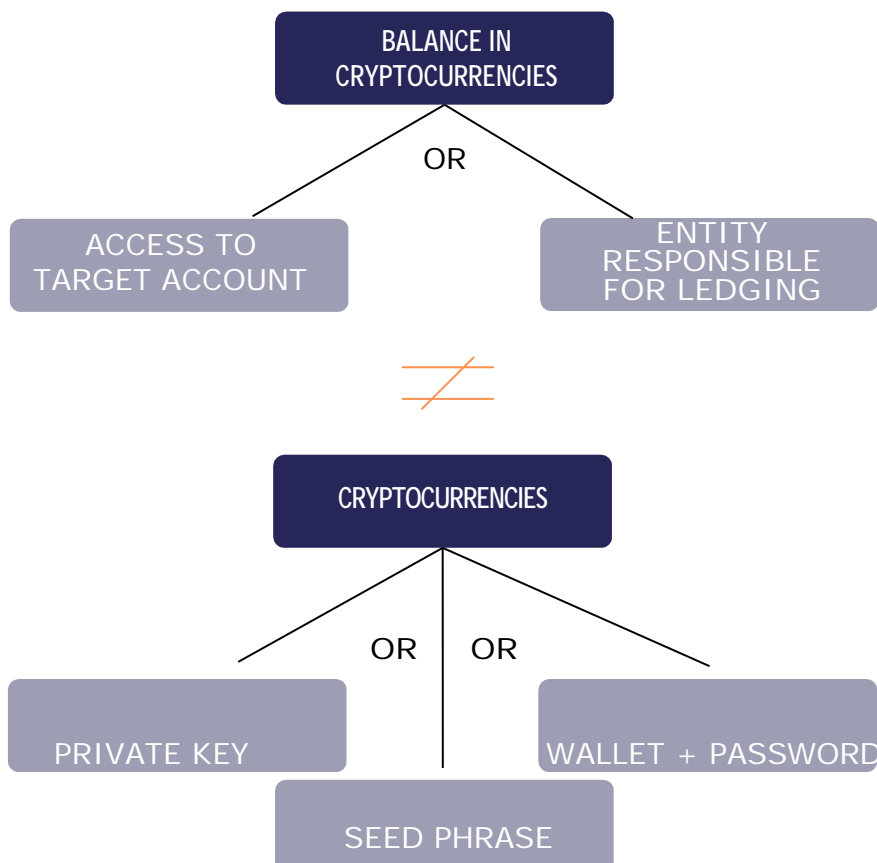 BALANCE IN
CRYPTOCURRENCIES
OR
ACCESS TO
TARGET ACCOUNT
ENTITY
RESPONSIBLE
FOR LEDGING
≠
CRYPTOCURRENCIES
OR OR
PRIVATE KEY
WALLET + PASSWORD
SEED PHRASE